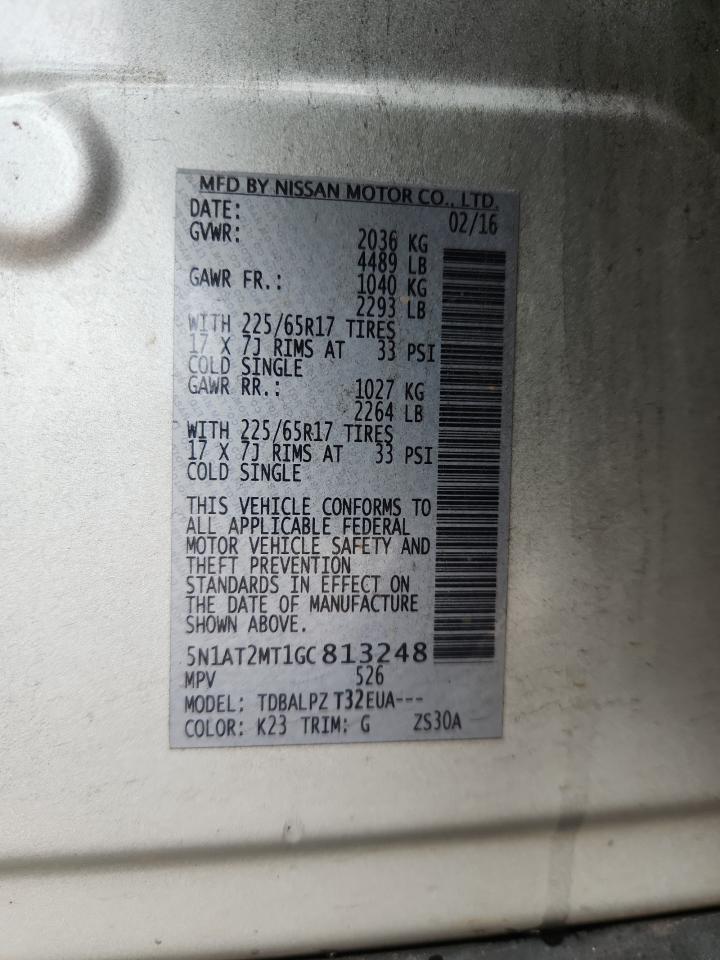 MFD BY NISSAN MOTOR CO., LTD.
DATE: 02/16
GVWR: 2036 KG
4489 LB
GAWR FR.: 1040 KG
2293 LB
WITH 225/65R17 TIRES
17 X 7J RIMS AT 33 PSI
COLD SINGLE
GAWR RR.: 1027 KG
2264 LB
WITH 225/65R17 TIRES
17 X 7J RIMS AT 33 PSI
COLD SINGLE
THIS VEHICLE CONFORMS TO
ALL APPLICABLE FEDERAL
MOTOR VEHICLE SAFETY AND
THEFT PREVENTION
STANDARDS IN EFFECT ON
THE DATE OF MANUFACTURE
SHOWN ABOVE.
5N1AT2MT1GC813248
MPV 526
MODEL: TDBALPZ T32EUA---
COLOR: K23 TRIM: G ZS30A